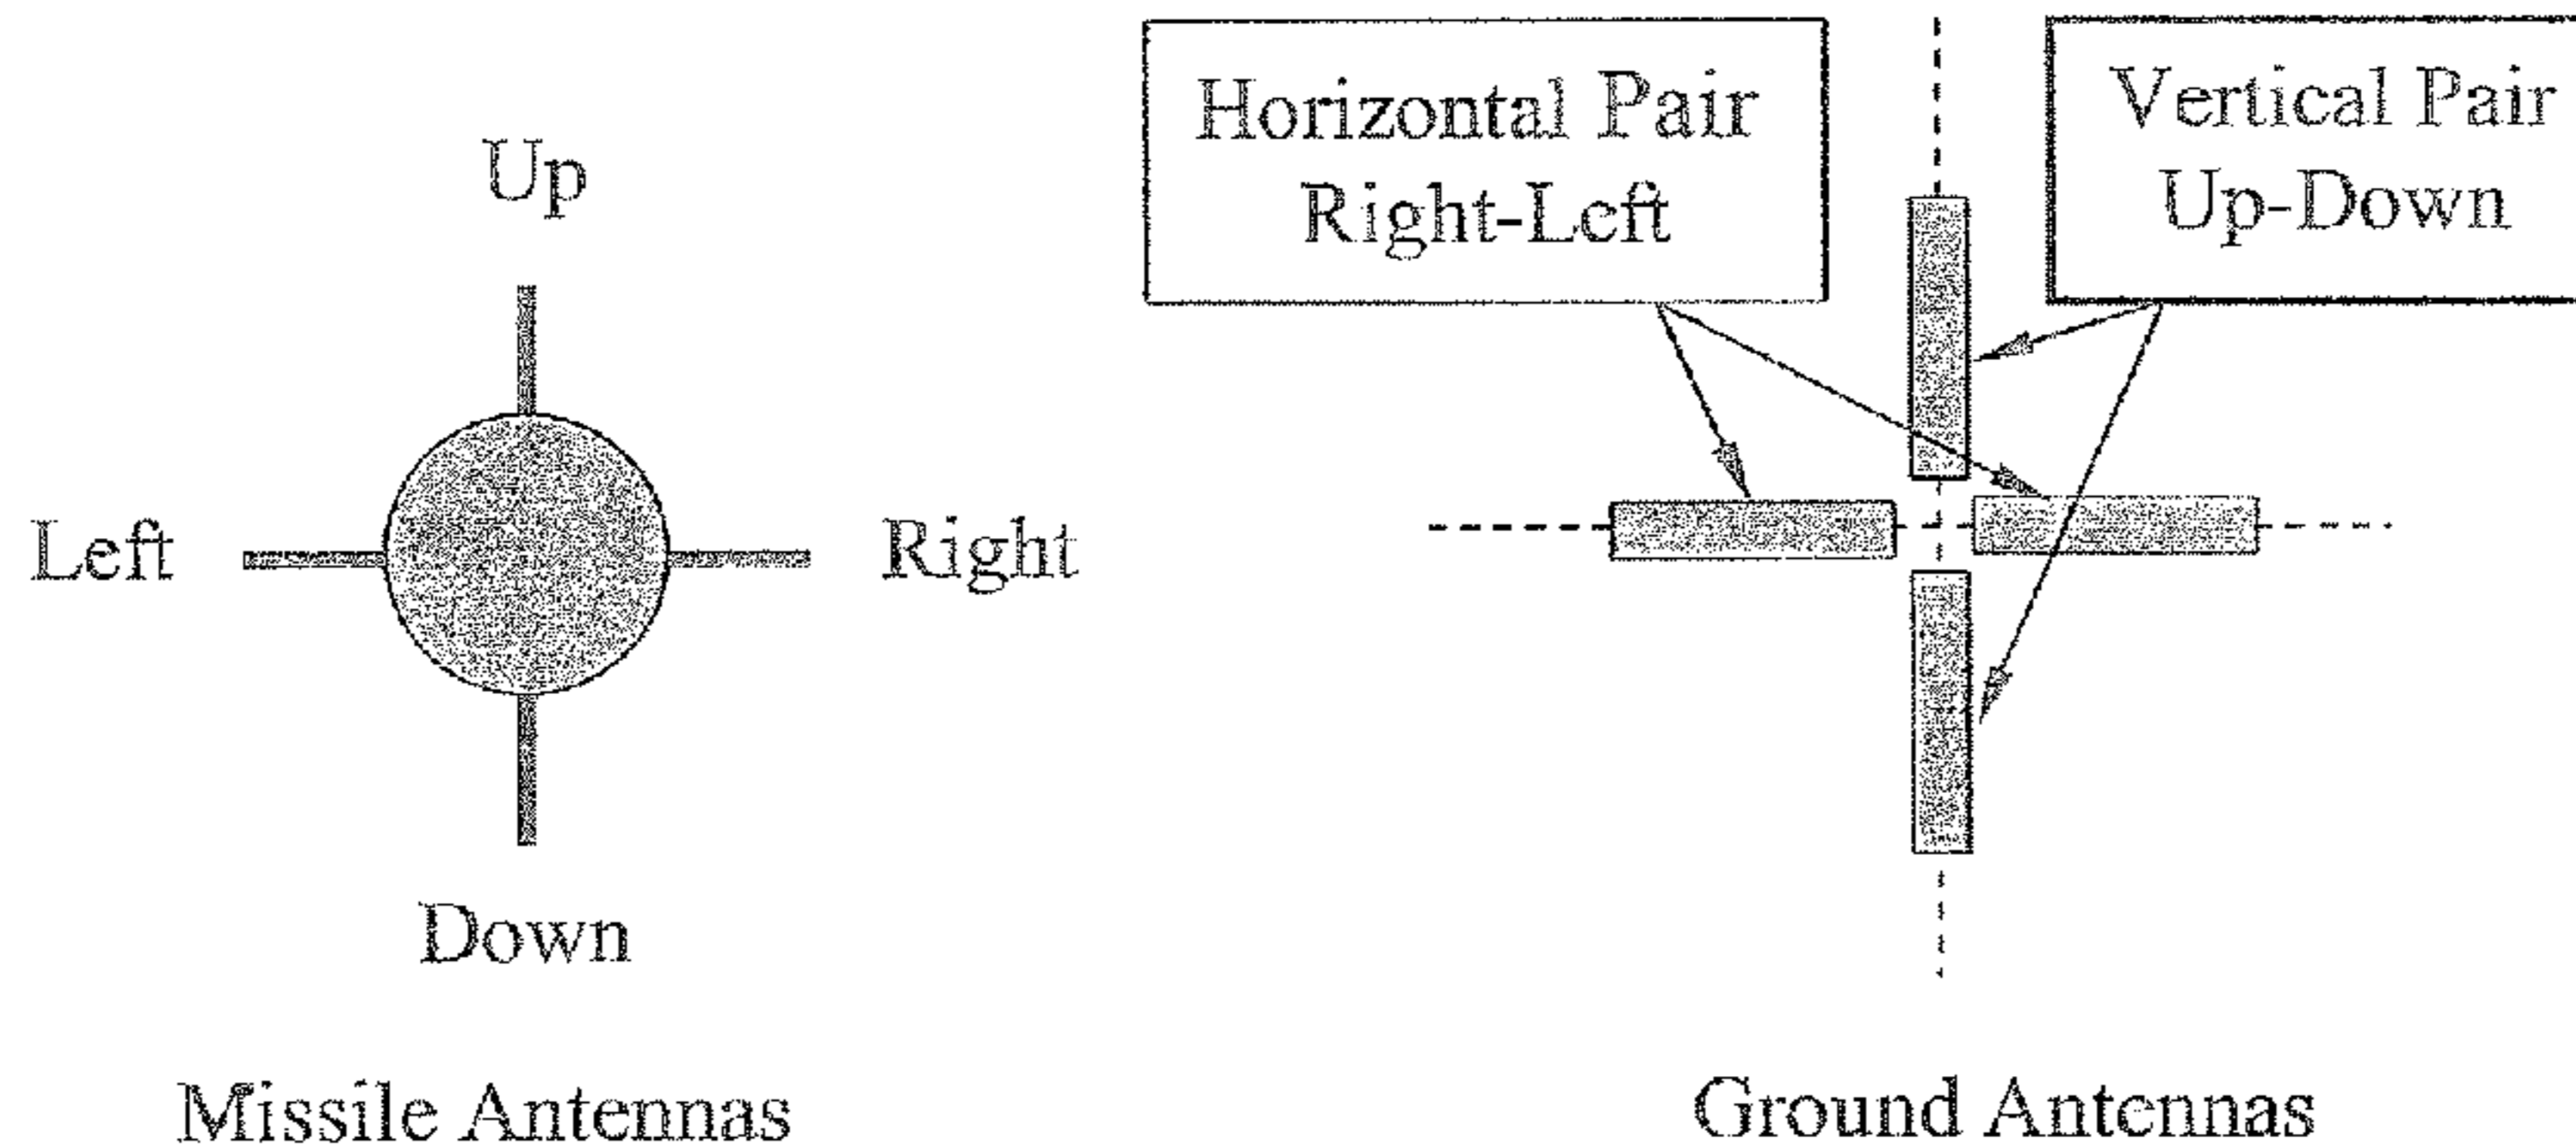 Up
Left
Right
Down
Missile Antennas
Horizontal Pair
Right-Left
Vertical Pair
Up-Down
Ground Antennas